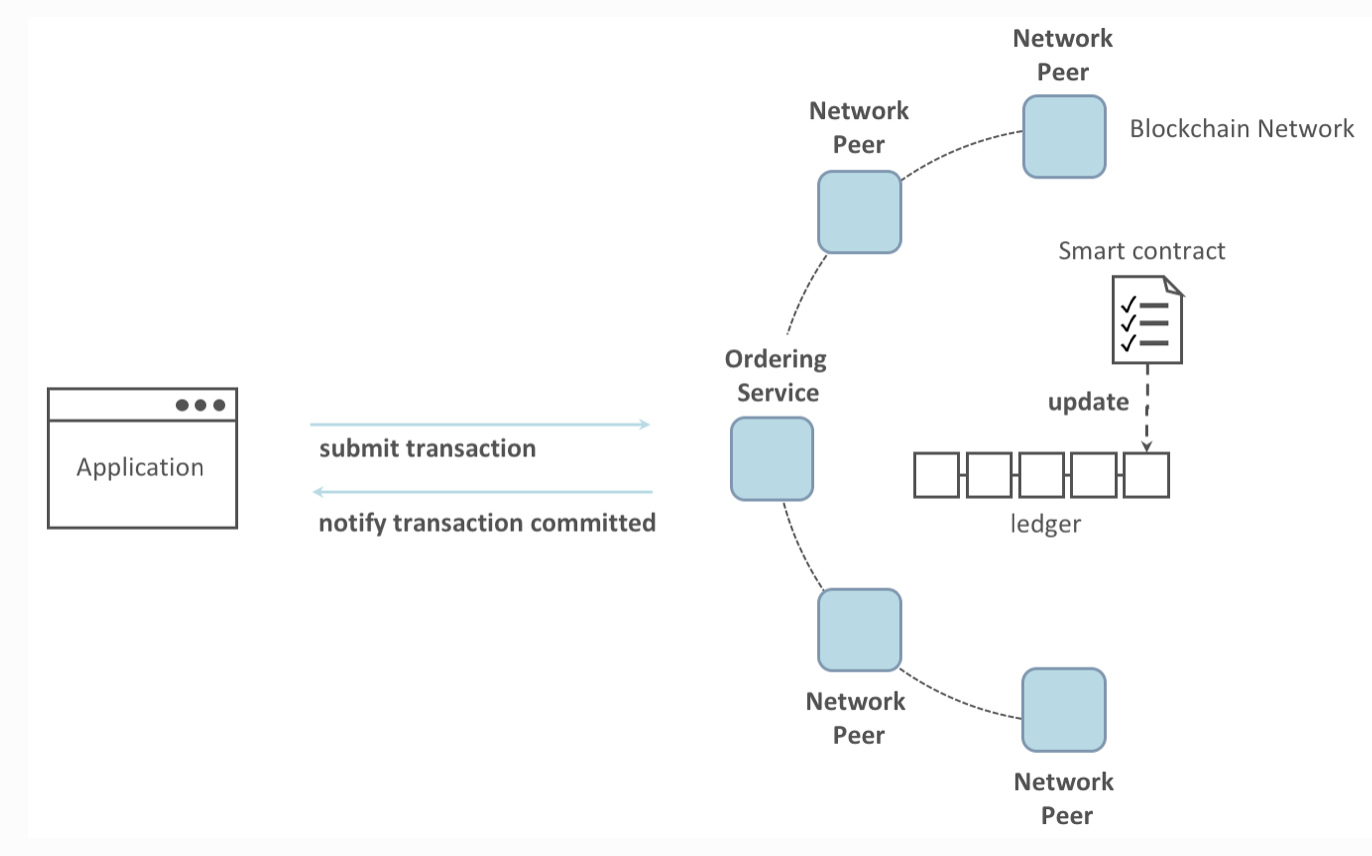 Network
Peer
Network
Peer
Blockchain Network
Smart contract
Ordering
Service
update
Application
submit transaction
notify transaction committed
ledger
Network
Peer
Network
Peer